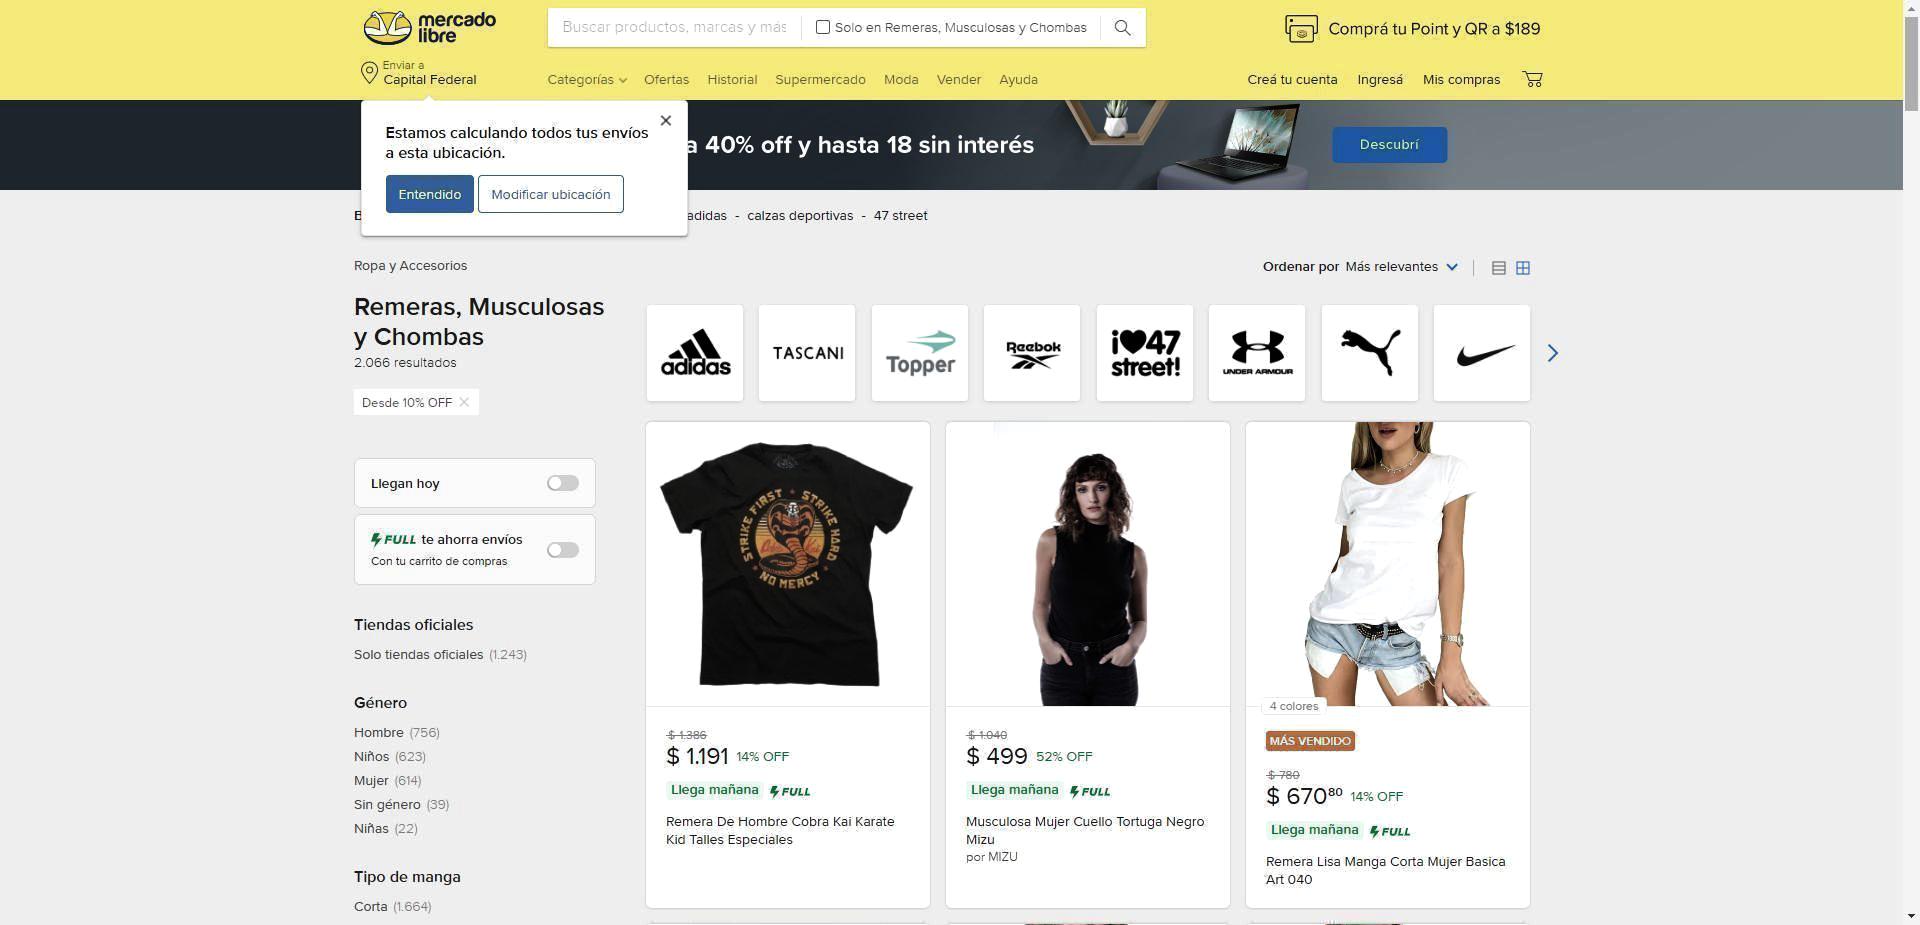 mercado
libre
Buscar productos, marcas y más
Solo en Remeras, Musculosas y Chombas
Comprá tu Point y QR a $189
Enviar a
Capital Federal
Categorías
Ofertas
Historial
Supermercado
Moda
Vender
Ayuda
Creá tu cuenta
Ingresá
Mis compras
Estamos calculando todos tus envíos
a esta ubicación.
Entendido
Modificar ubicación
a 40% off y hasta 18 sin interés
Descubrí
adidas - calzas deportivas - 47 street
Ropa y Accesorios
Ordenar por Más relevantes
Remeras, Musculosas
y Chombas
2.066 resultados
Desde 10% OFF
adidas
TASCANI
Topper
Reebok
i 47
street!
UNDER ARMOUR
Llegan hoy
FULL te ahorra envíos
Con tu carrito de compras
Tiendas oficiales
Solo tiendas oficiales (1.243)
Género
Hombre (756)
Niños (623)
Mujer (614)
Sin género (39)
Niñas (22)
Tipo de manga
Corta (1.664)
STRIKE FIRST STRIKE HARD
Cobra Kai
NO MERCY
$ 1.386
$ 1.191 14% OFF
Llega mañana FULL
Remera De Hombre Cobra Kai Karate
Kid Talles Especiales
$ 1.040
$ 499 52% OFF
Llega mañana FULL
Musculosa Mujer Cuello Tortuga Negro
Mizu
por MIZU
4 colores
MÁS VENDIDO
$ 780
$ 670 80 14% OFF
Llega mañana FULL
Remera Lisa Manga Corta Mujer Basica
Art 040